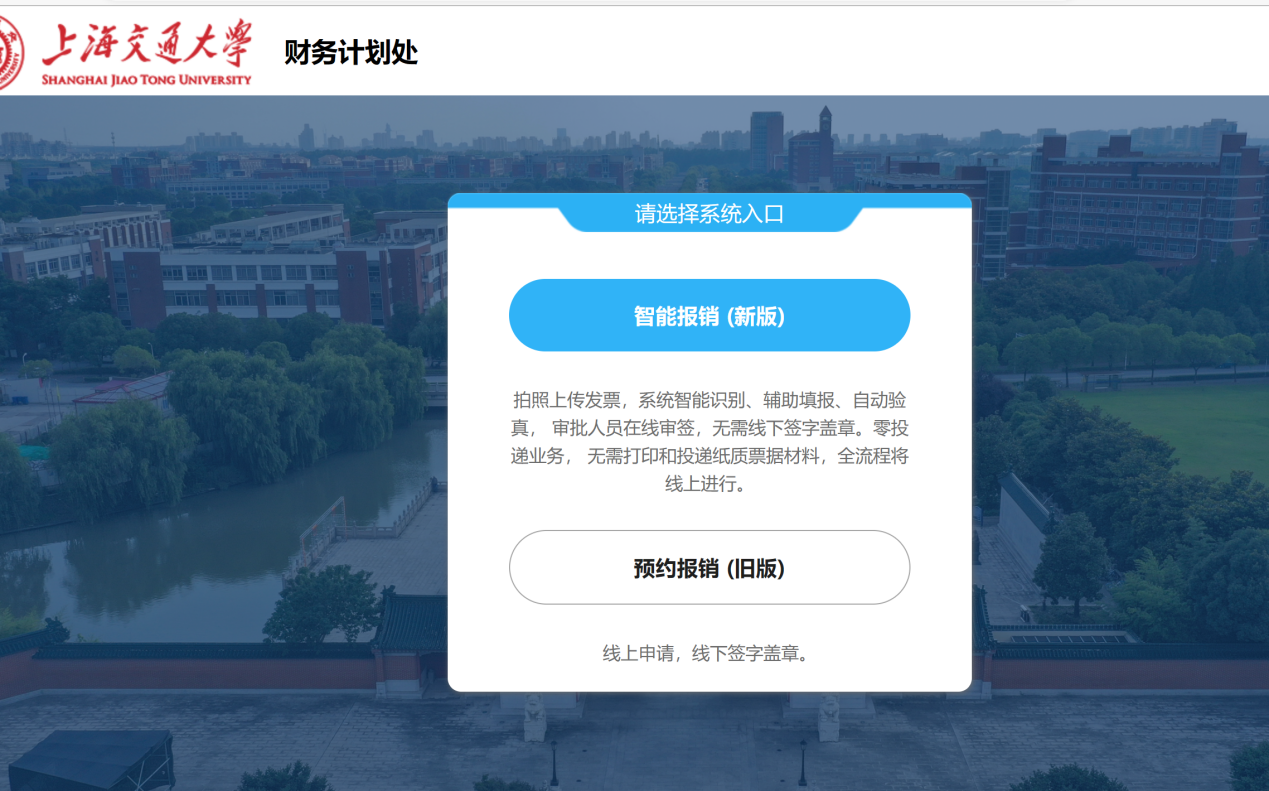 上海交通大学
SHANGHAI JIAO TONG UNIVERSITY
财务计划处
请选择系统入口
智能报销 (新版)
拍照上传发票，系统智能识别、辅助填报、自动验
真， 审批人员在线审签，无需线下签字盖章。零投
递业务， 无需打印和投递纸质票据材料，全流程将
线上进行。
预约报销 (旧版)
线上申请，线下签字盖章。